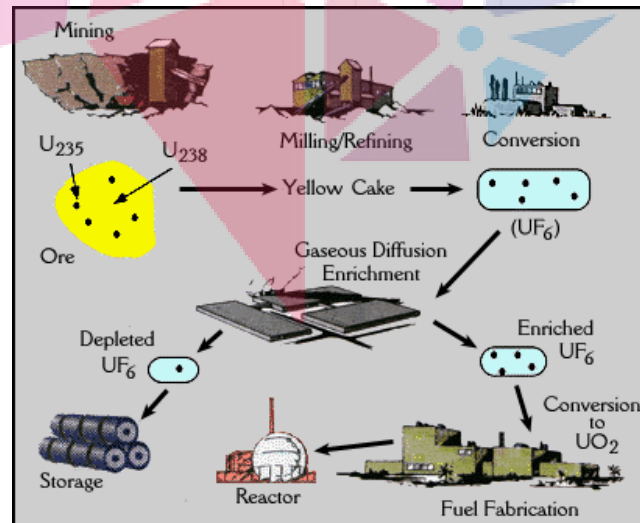 Mining
Milling/Refining
Conversion
U235
U238
Ore
Yellow Cake
(UF6)
Gaseous Diffusion
Enrichment
Depleted
UF6
Enriched
UF6
Conversion
to
UO2
Storage
Reactor
Fuel Fabrication